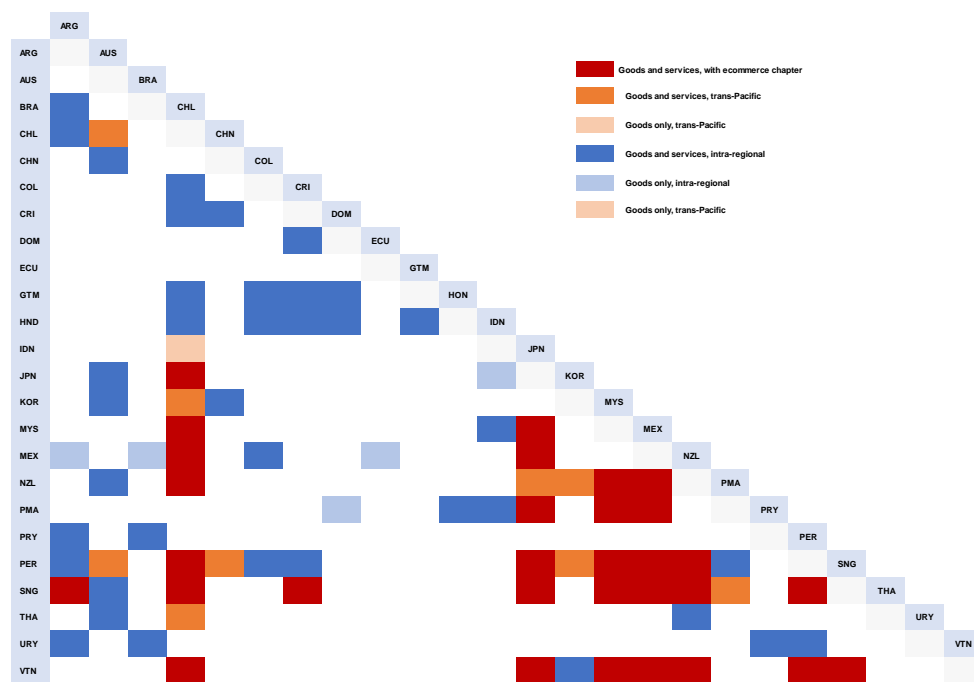 ARG
ARG AUS
AUS BRA
BRA CHL
CHL CHN
CHN COL
COL CRI
CRI DOM
DOM ECU
ECU GTM
GTM HON
HND IDN
IDN JPN
JPN KOR
KOR MYS
MYS MEX
MEX NZL
NZL PMA
PMA PRY
PRY PER
PER SNG
SNG THA
THA URY
URY VTN
VTN
Goods and services, with ecommerce chapter
Goods and services, trans-Pacific
Goods only, trans-Pacific
Goods and services, intra-regional
Goods only, intra-regional
Goods only, trans-Pacific